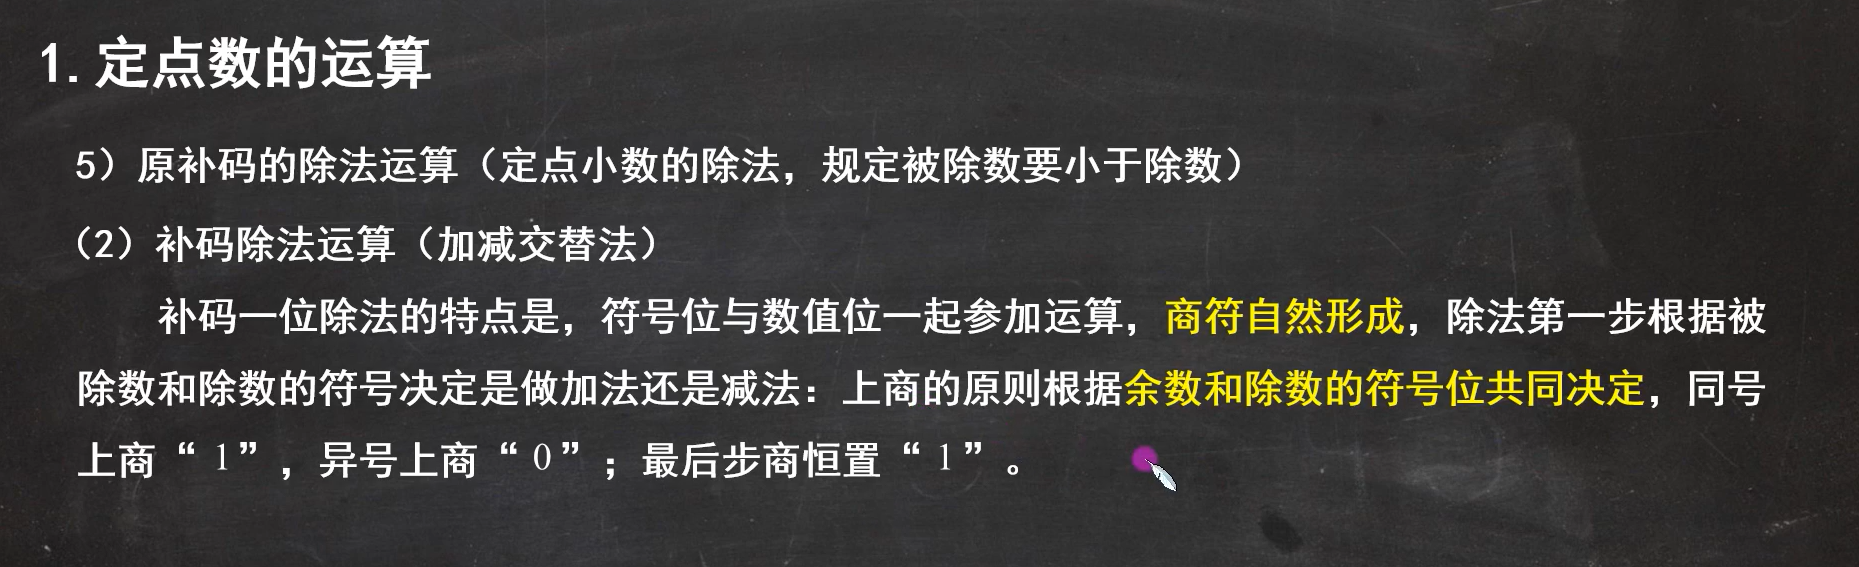 1.定点数的运算
5）原补码的除法运算（定点小数的除法，规定被除数要小于除数）
（2）补码除法运算（加减交替法）
补码一位除法的特点是，符号位与数值位一起参加运算，商符自然形成，除法第一步根据被
除数和除数的符号决定是做加法还是减法：上商的原则根据余数和除数的符号位共同决定，同号
上商“1”，异号上商“0”；最后步商恒置“1”。